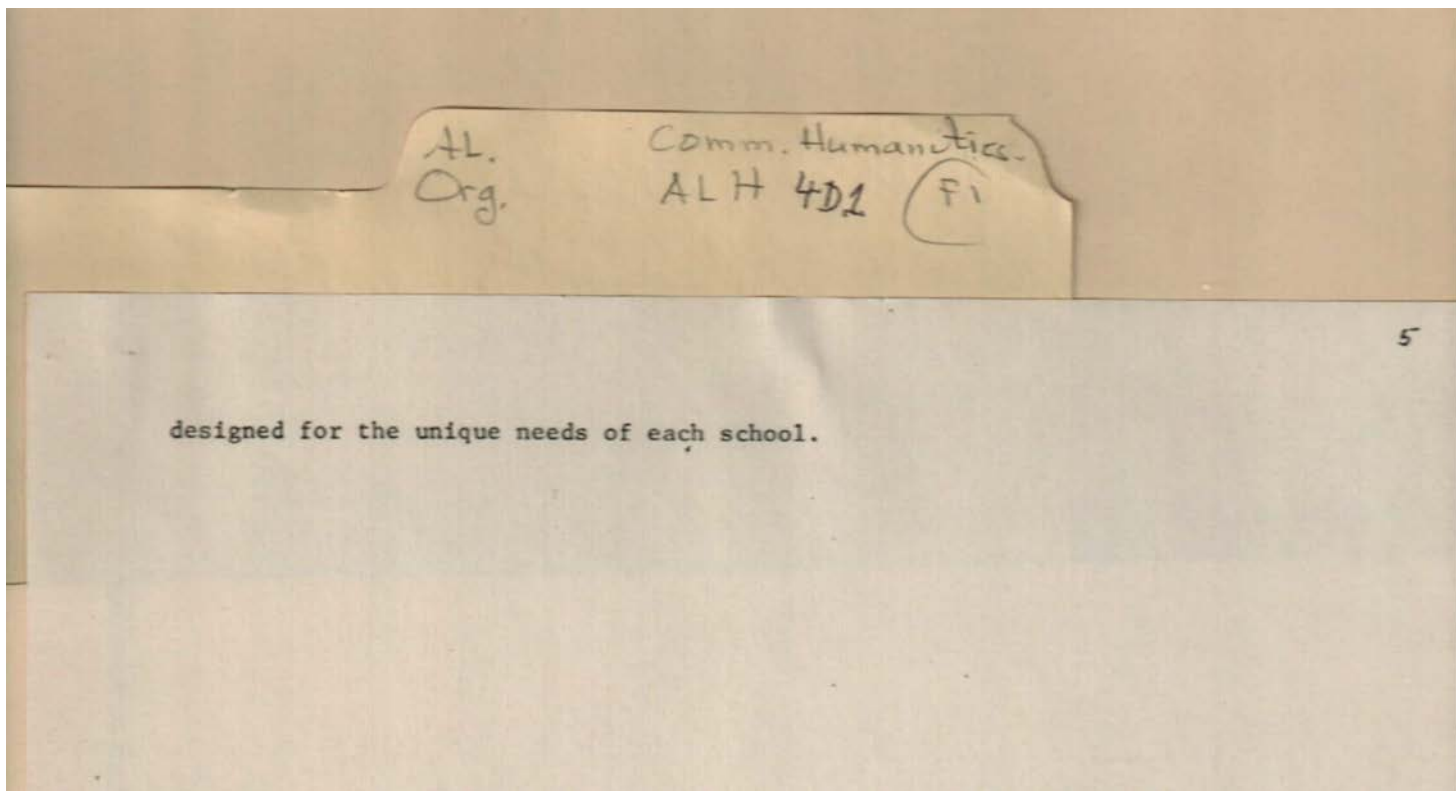 AL. Comm. Humanities.
Org. ALH 4D1 F1
5
designed for the unique needs of each school.